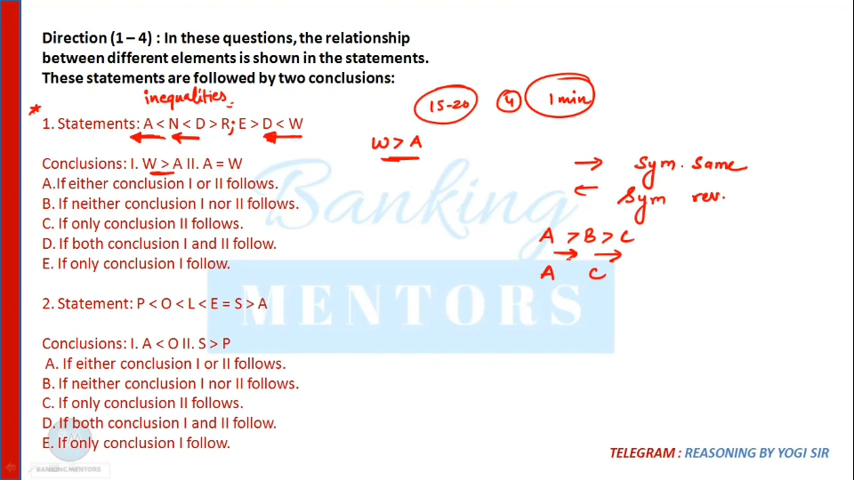 Direction (1 – 4) : In these questions, the relationship
between different elements is shown in the statements.
These statements are followed by two conclusions:
inequalities
15-20 4 1 min
* 1. Statements: A < N < D > R; E > D < W
W > A
Conclusions: I. W > A II. A = W
→ Sym. Same
A.If either conclusion I or II follows.
← Sym rev.
B. If neither conclusion I nor II follows.
C. If only conclusion II follows.
A > B > C
D. If both conclusion I and II follow.
→ →
E. If only conclusion I follow.
A C
2. Statement: P < O < L < E = S > A
Conclusions: I. A < O II. S > P
A. If either conclusion I or II follows.
B. If neither conclusion I nor II follows.
C. If only conclusion II follows.
D. If both conclusion I and II follow.
E. If only conclusion I follow.
Banking
MENTORS
TELEGRAM : REASONING BY YOGI SIR
BANKING MENTORS